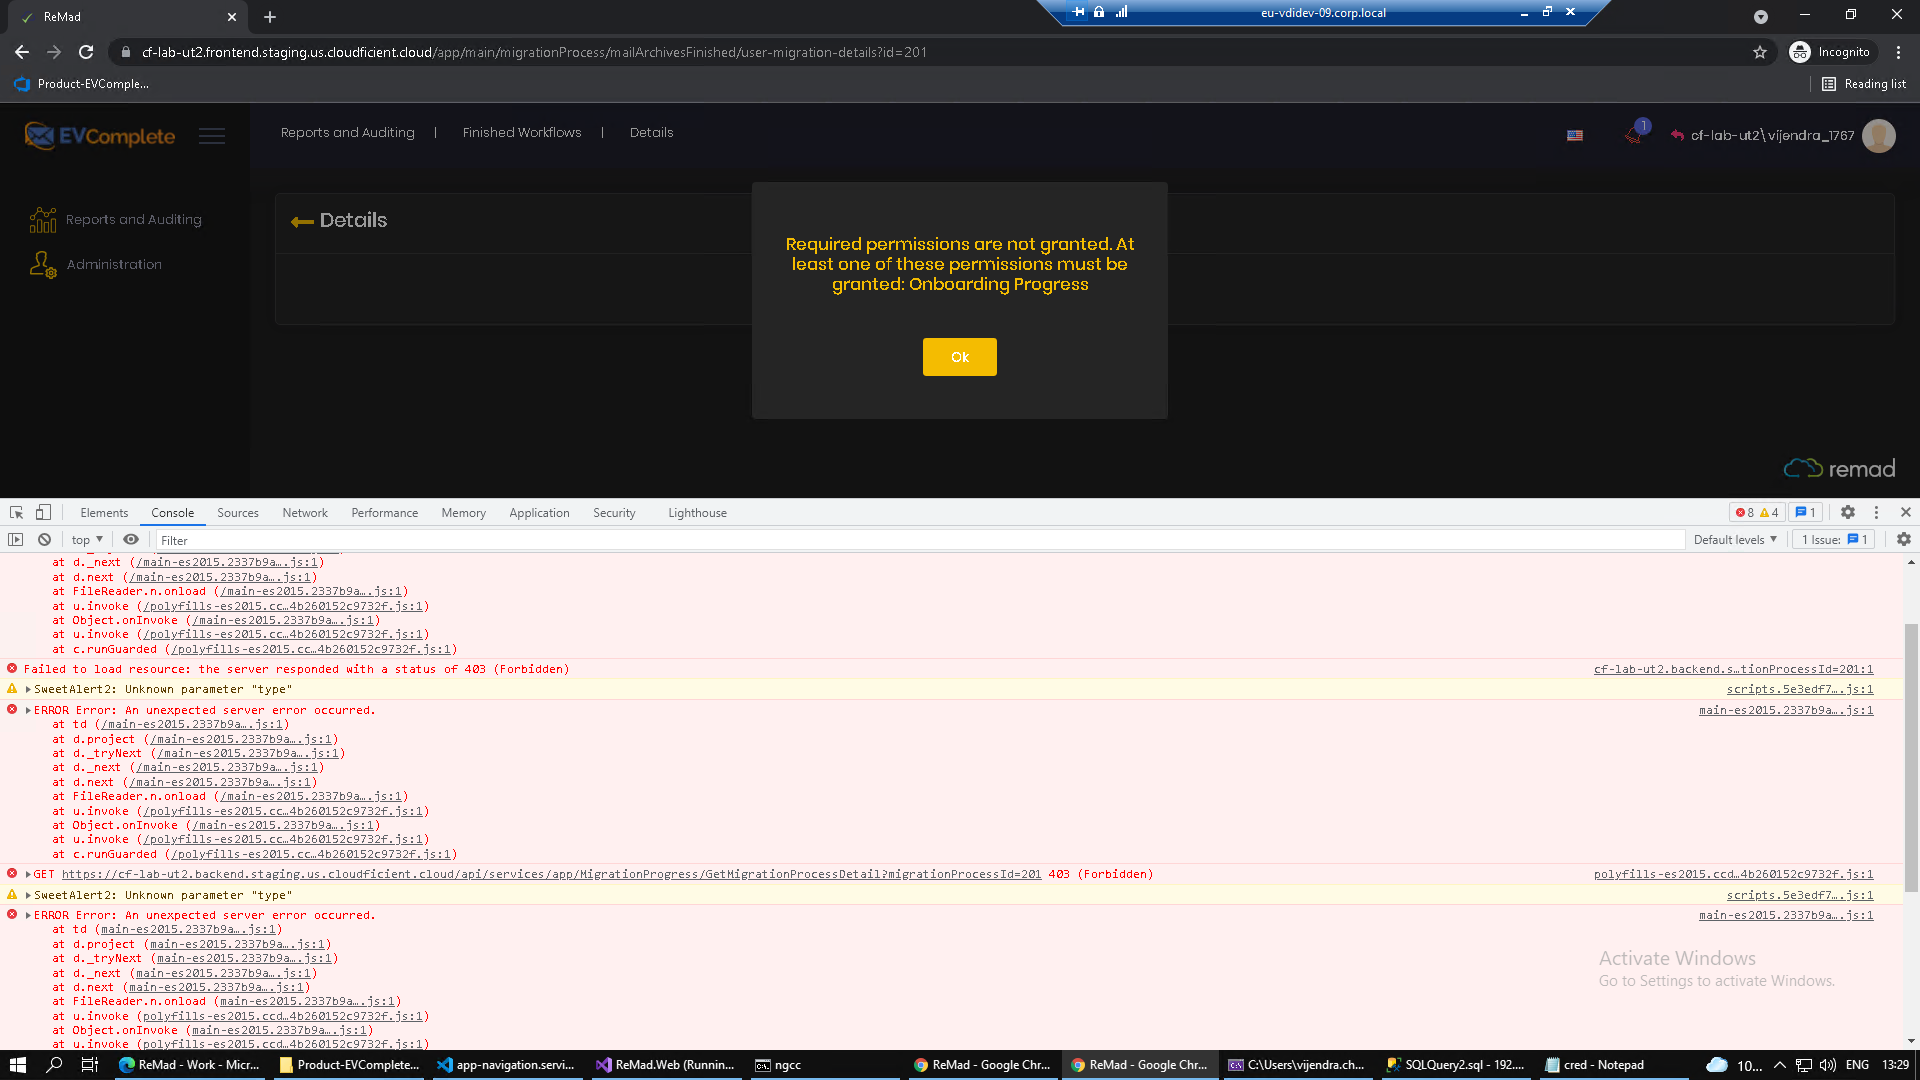 ReMad
eu-vdidev-09.corp.local
cf-lab-ut2.frontend.staging.us.cloudficient.cloud/app/main/migrationProcess/mailArchivesFinished/user-migration-details?id=201
Incognito
Product-EVComple...
Reading list
EVComplete
Reports and Auditing | Finished Workflows | Details
1
cf-lab-ut2\vijendra_1767
Reports and Auditing
Administration
Details
Required permissions are not granted. At
least one of these permissions must be
granted: Onboarding Progress
Ok
remad
Elements Console Sources Network Performance Memory Application Security Lighthouse
8 4 1
top
Filter
Default levels
1 Issue: 1
at d._next (/main-es2015.2337b9a….js:1)
at d.next (/main-es2015.2337b9a….js:1)
at FileReader.n.onload (/main-es2015.2337b9a….js:1)
at u.invoke (/polyfills-es2015.cc…4b260152c9732f.js:1)
at Object.onInvoke (/main-es2015.2337b9a….js:1)
at u.invoke (/polyfills-es2015.cc…4b260152c9732f.js:1)
at c.runGuarded (/polyfills-es2015.cc…4b260152c9732f.js:1)
Failed to load resource: the server responded with a status of 403 (Forbidden) cf-lab-ut2.backend.s…tionProcessId=201:1
SweetAlert2: Unknown parameter "type" scripts.5e3edf7….js:1
ERROR Error: An unexpected server error occurred. main-es2015.2337b9a….js:1
at td (/main-es2015.2337b9a….js:1)
at d.project (/main-es2015.2337b9a….js:1)
at d._tryNext (/main-es2015.2337b9a….js:1)
at d._next (/main-es2015.2337b9a….js:1)
at d.next (/main-es2015.2337b9a….js:1)
at FileReader.n.onload (/main-es2015.2337b9a….js:1)
at u.invoke (/polyfills-es2015.cc…4b260152c9732f.js:1)
at Object.onInvoke (/main-es2015.2337b9a….js:1)
at u.invoke (/polyfills-es2015.cc…4b260152c9732f.js:1)
at c.runGuarded (/polyfills-es2015.cc…4b260152c9732f.js:1)
GET https://cf-lab-ut2.backend.staging.us.cloudficient.cloud/api/services/app/MigrationProgress/GetMigrationProcessDetail?migrationProcessId=201 403 (Forbidden) polyfills-es2015.ccd…4b260152c9732f.js:1
SweetAlert2: Unknown parameter "type" scripts.5e3edf7….js:1
ERROR Error: An unexpected server error occurred. main-es2015.2337b9a….js:1
at td (main-es2015.2337b9a….js:1)
at d.project (main-es2015.2337b9a….js:1)
at d._tryNext (main-es2015.2337b9a….js:1)
at d._next (main-es2015.2337b9a….js:1)
at d.next (main-es2015.2337b9a….js:1)
at FileReader.n.onload (main-es2015.2337b9a….js:1)
at u.invoke (polyfills-es2015.ccd…4b260152c9732f.js:1)
at Object.onInvoke (main-es2015.2337b9a….js:1)
at u.invoke (polyfills-es2015.ccd…4b260152c9732f.js:1)
Activate Windows
Go to Settings to activate Windows.
ReMad - Work - Micr... Product-EVComplete... app-navigation.servi... ReMad.Web (Runnin... ngcc ReMad - Google Chr... ReMad - Google Chr... C:\Users\vijendra.ch... SQLQuery2.sql - 192.... cred - Notepad 10... ENG 13:29